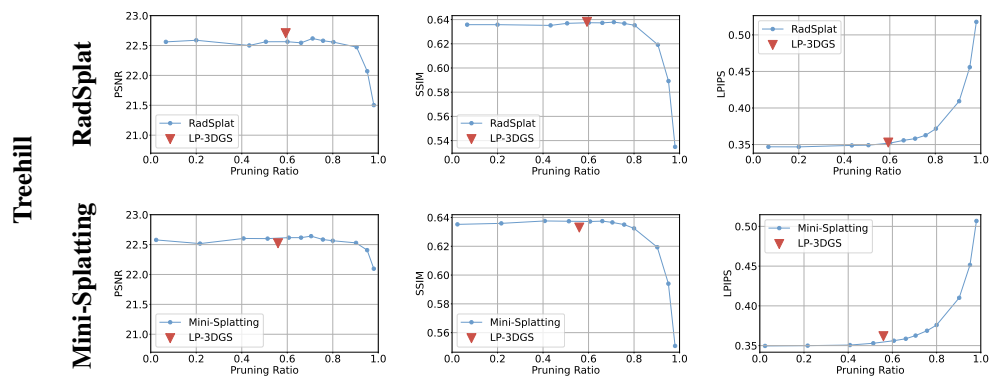 Treehill
RadSplat
PSNR
23.0
22.5
22.0
21.5
21.0
RadSplat
LP-3DGS
0.0 0.2 0.4 0.6 0.8 1.0
Pruning Ratio
SSIM
0.64
0.62
0.60
0.58
0.56
0.54
RadSplat
LP-3DGS
0.0 0.2 0.4 0.6 0.8 1.0
Pruning Ratio
LPIPS
0.50
0.45
0.40
0.35
RadSplat
LP-3DGS
0.0 0.2 0.4 0.6 0.8 1.0
Pruning Ratio
Mini-Splatting
PSNR
23.0
22.5
22.0
21.5
21.0
Mini-Splatting
LP-3DGS
0.0 0.2 0.4 0.6 0.8 1.0
Pruning Ratio
SSIM
0.64
0.62
0.60
0.58
0.56
Mini-Splatting
LP-3DGS
0.0 0.2 0.4 0.6 0.8 1.0
Pruning Ratio
LPIPS
0.50
0.45
0.40
0.35
Mini-Splatting
LP-3DGS
0.0 0.2 0.4 0.6 0.8 1.0
Pruning Ratio